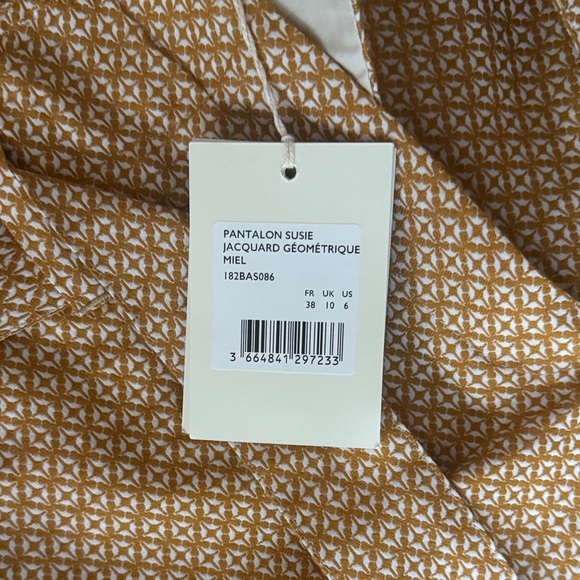 PANTALON SUSIE
JACQUARD GÉOMÉTRIQUE
MIEL
182BAS086
FR UK US
38 10 6
3 664841 297233